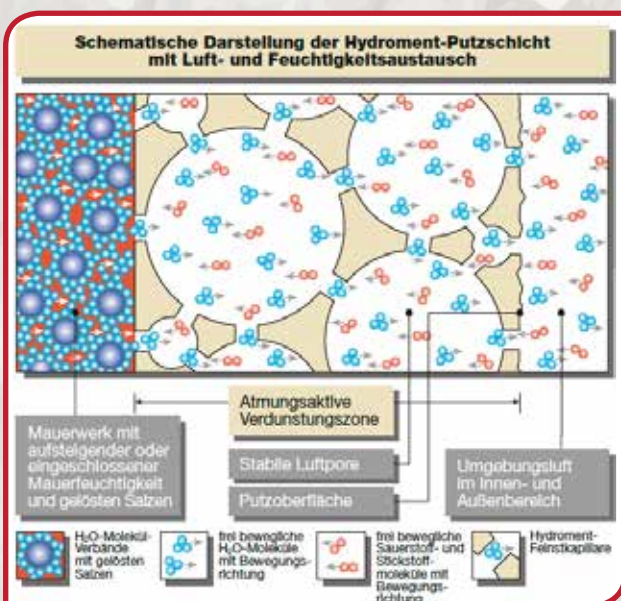 Schematische Darstellung der Hydroment-Putzschicht
mit Luft- und Feuchtigkeitsaustausch
Atmungsaktive
Verdunstungszone
Mauerwerk mit
aufsteigender oder
eingeschlossener
Mauerfeuchtigkeit
und gelösten Salzen
Stabile Luftpore
Putzoberfläche
Umgebungsluft
im Innen- und
Außenbereich
H₂O-Molekül-
Verbände
mit gelösten
Salzen
frei bewegliche
H₂O-Moleküle
mit Bewegungs-
richtung
frei bewegliche
Sauerstoff- und
Stickstoff-
moleküle mit
Bewegungs-
richtung
Hydroment-
Feinstkapillare